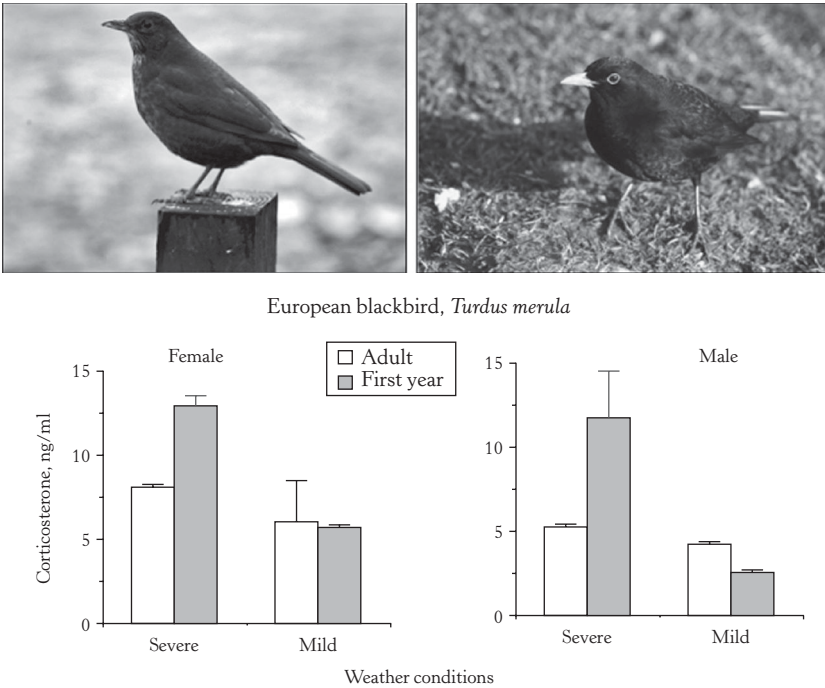 European blackbird, Turdus merula
Female
Adult
First year
Male
Corticosterone, ng/ml
15
10
5
0
Severe
Mild
15
10
5
0
Severe
Mild
Weather conditions